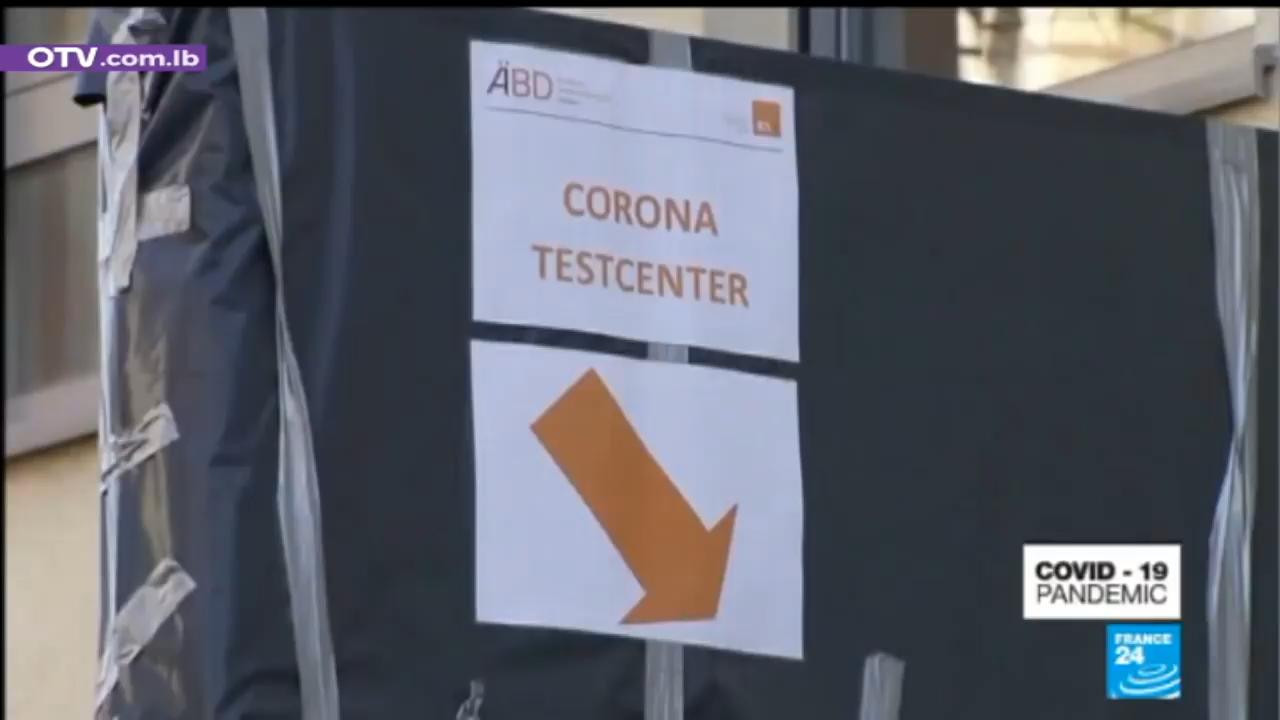 OTV.com.lb
ÄBD
CORONA
TESTCENTER
COVID - 19
PANDEMIC
FRANCE
24